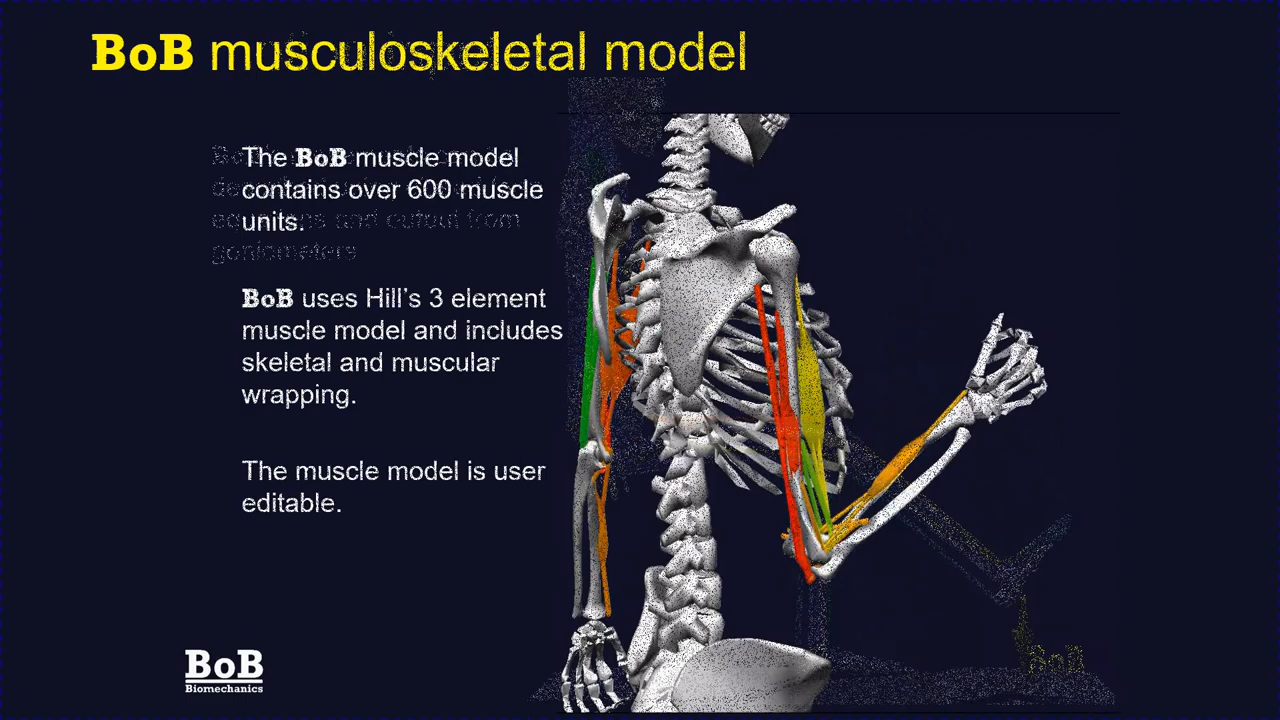 BoB musculoskeletal model
The BoB muscle model
contains over 600 muscle
units.
BoB uses Hill's 3 element
muscle model and includes
skeletal and muscular
wrapping.
The muscle model is user
editable.
BoB
Biomechanics
BoB